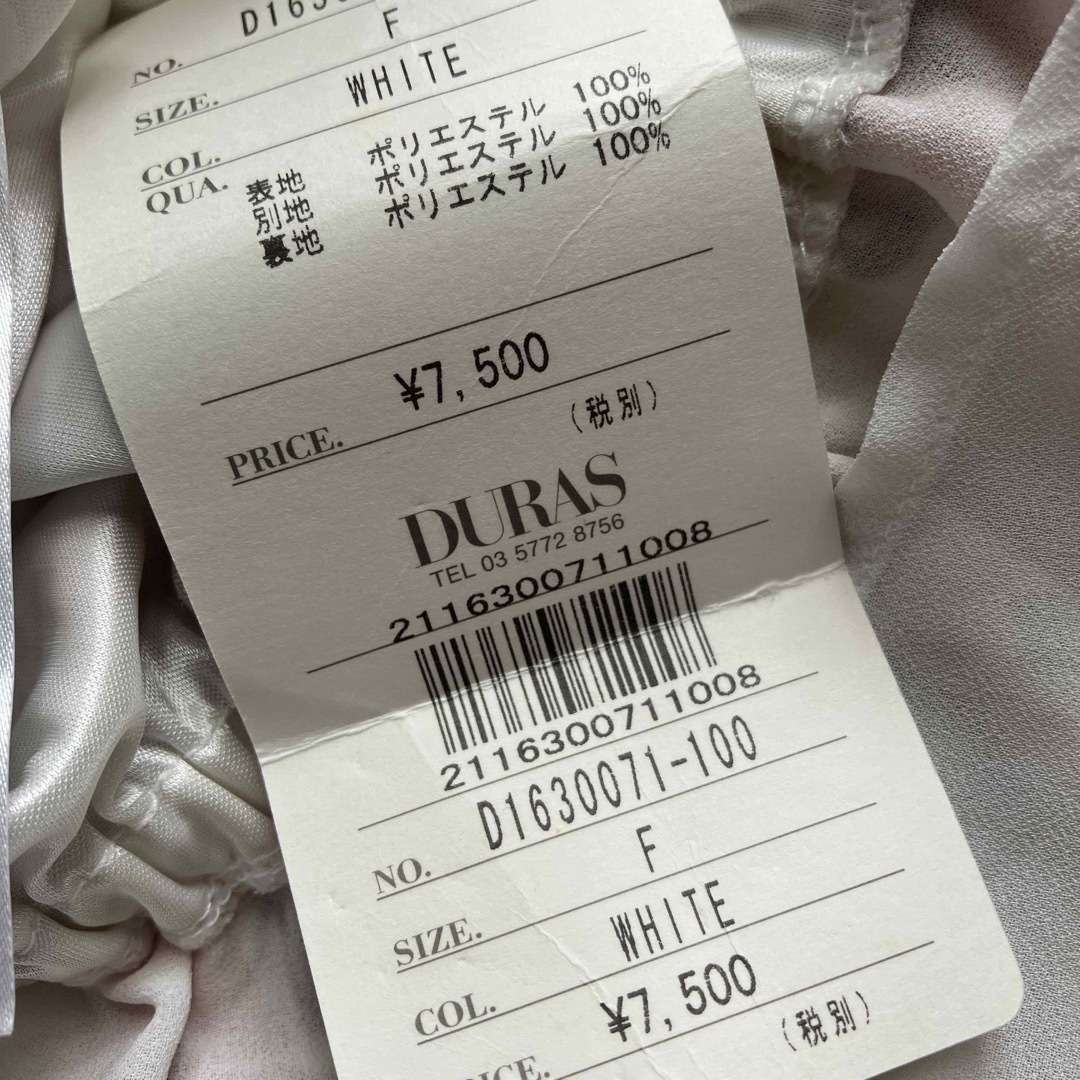 NO. D1630
SIZE. F
COL. WHITE
QUA. 表地 ポリエステル 100%
別地 ポリエステル 100%
裏地 ポリエステル 100%
¥7,500
PRICE. (税別)
DURAS
TEL 03 5772 8756
2116300711008
2116300711008
NO. D1630071-100
SIZE. F
COL. WHITE
¥7,500
(税別)